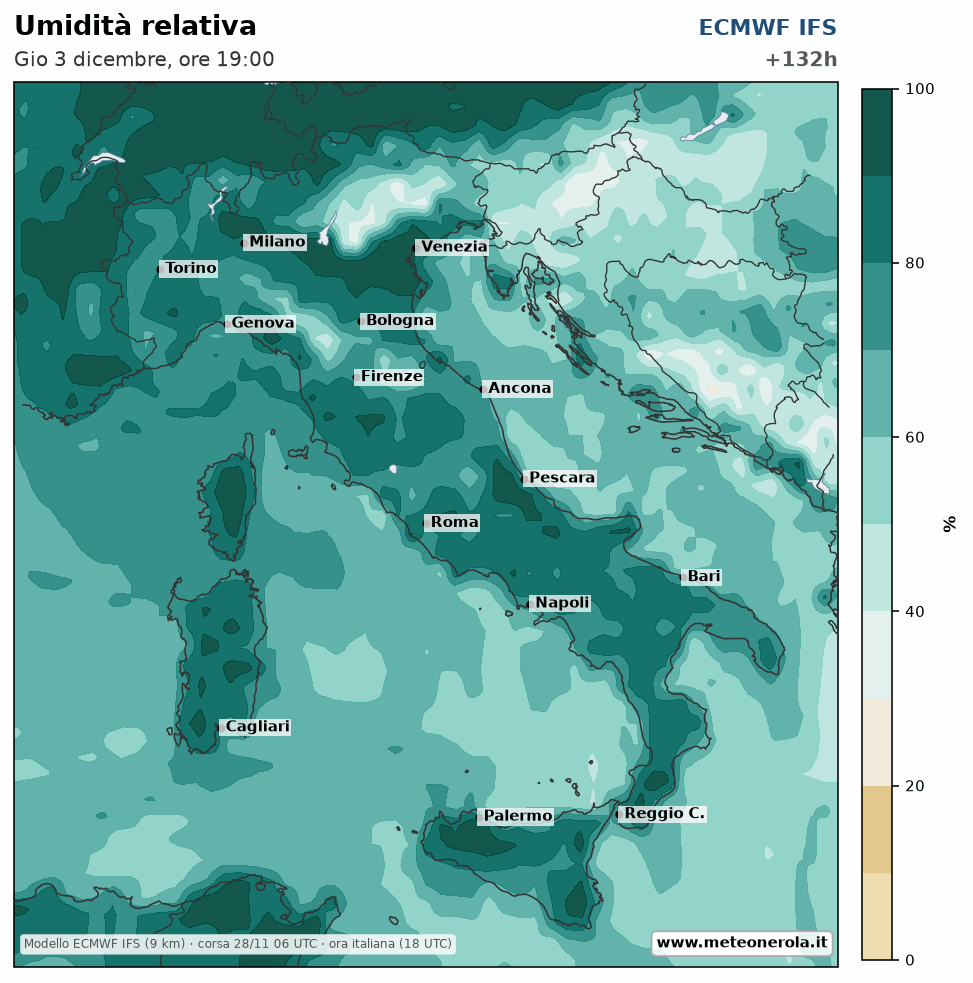 Umidità relativa
ECMWF IFS
Gio 3 dicembre, ore 19:00
+132h
100
80
60
40
20
0
%
Milano
Venezia
Torino
Genova
Bologna
Firenze
Ancona
Pescara
Roma
Bari
Napoli
Cagliari
Palermo
Reggio C.
Modello ECMWF IFS (9 km) · corsa 28/11 06 UTC · ora italiana (18 UTC)
www.meteonerola.it